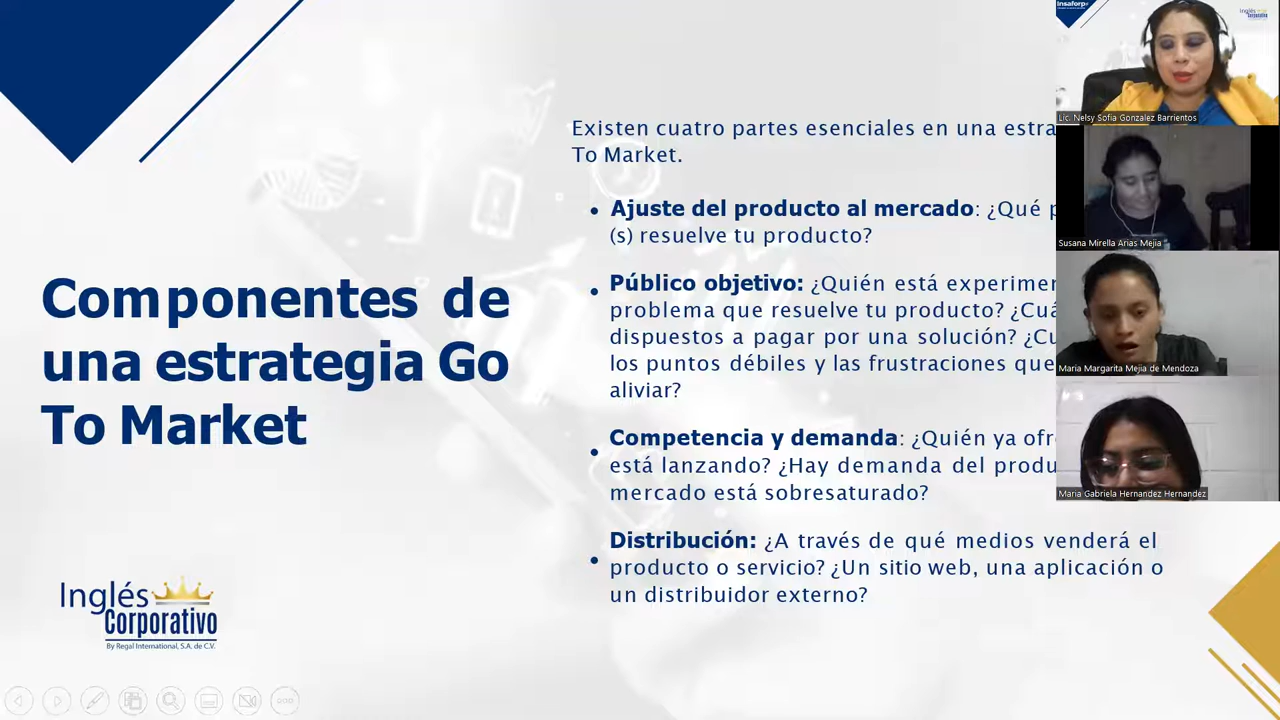 Componentes de
una estrategia Go
To Market
Existen cuatro partes esenciales en una estra
To Market.
• Ajuste del producto al mercado: ¿Qué p
(s) resuelve tu producto?
• Público objetivo: ¿Quién está experimen
problema que resuelve tu producto? ¿Cuá
dispuestos a pagar por una solución? ¿Cu
los puntos débiles y las frustraciones que
aliviar?
• Competencia y demanda: ¿Quién ya ofr
está lanzando? ¿Hay demanda del produ
mercado está sobresaturado?
• Distribución: ¿A través de qué medios venderá el
producto o servicio? ¿Un sitio web, una aplicación o
un distribuidor externo?
Inglés
Corporativo
By Regal International, S.A. de C.V.
Insaforp
Inglés
Corporativo
Lic. Nelsy Sofia Gonzalez Barrientos
Susana Mirella Arias Mejia
Maria Margarita Mejia de Mendoza
Maria Gabriela Hernandez Hernandez